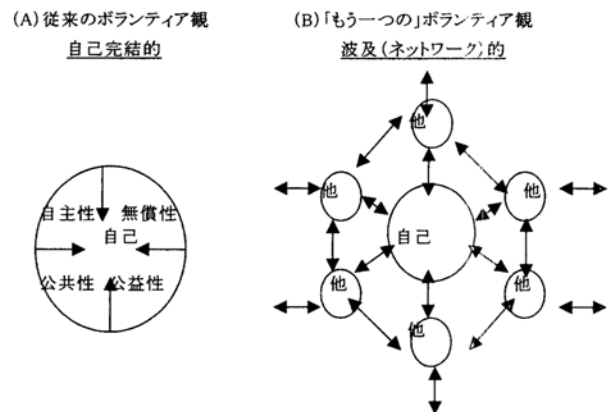 (A)従来のボランティア観
自己完結的
自主性 無償性
自己
公共性 公益性
(B)「もう一つの」ボランティア観
波及(ネットワーク)的
他
他
他
自己
他
他
他